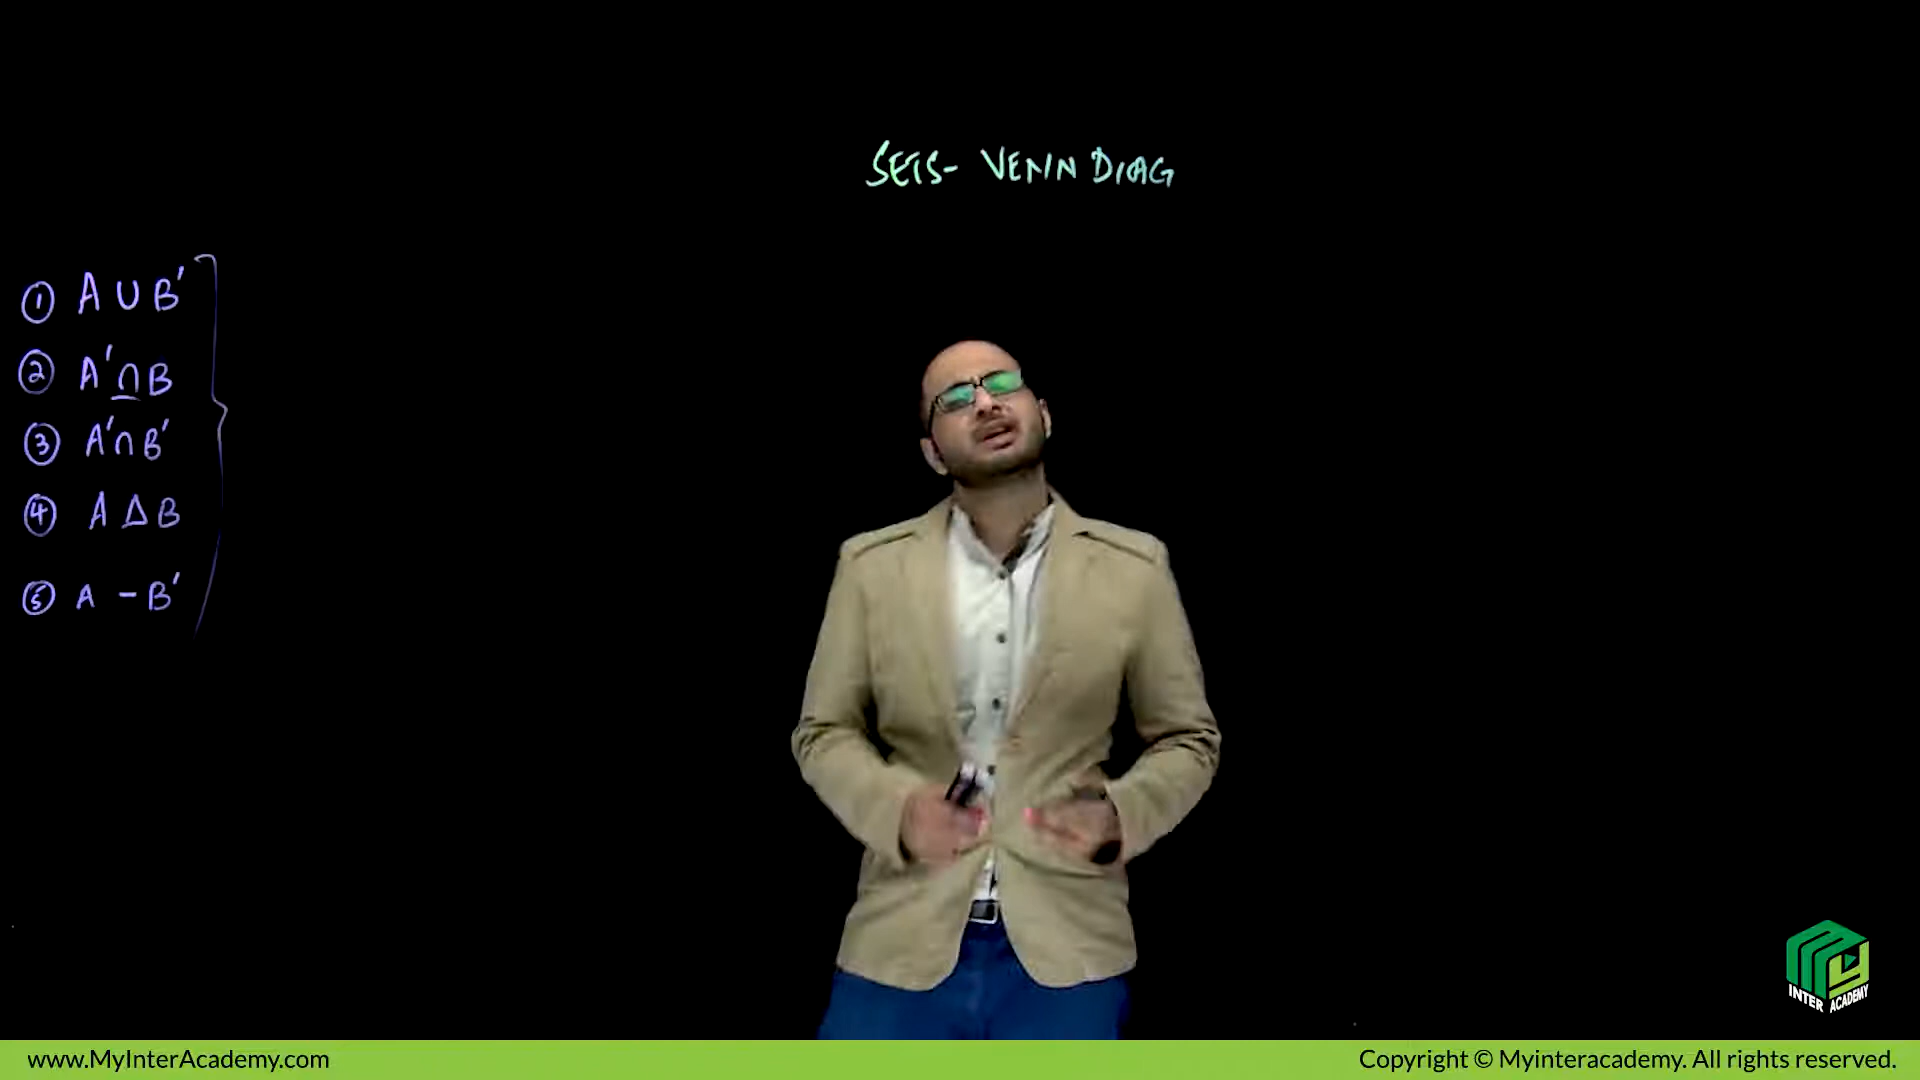 SETS- VENN DIAG
① A ∪ B'
② A' ∩ B
③ A' ∩ B'
④ A Δ B
⑤ A - B'
INTER ACADEMY
www.MyInterAcademy.com
Copyright © Myinteracademy. All rights reserved.